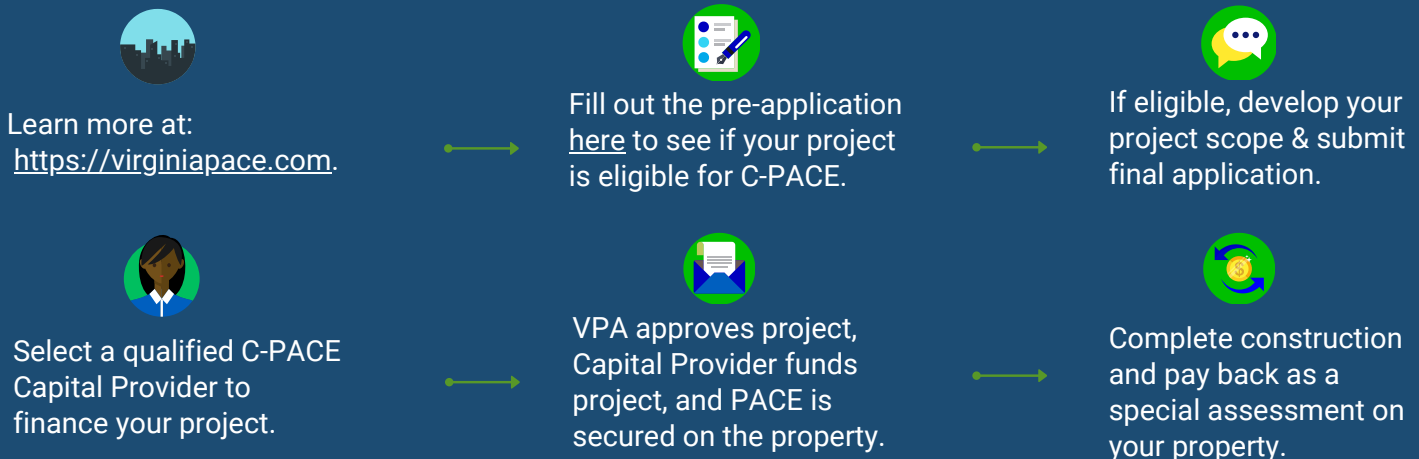 Learn more at:
https://virginiapace.com.
Fill out the pre-application
here to see if your project
is eligible for C-PACE.
If eligible, develop your
project scope & submit
final application.
Select a qualified C-PACE
Capital Provider to
finance your project.
VPA approves project,
Capital Provider funds
project, and PACE is
secured on the property.
Complete construction
and pay back as a
special assessment on
your property.